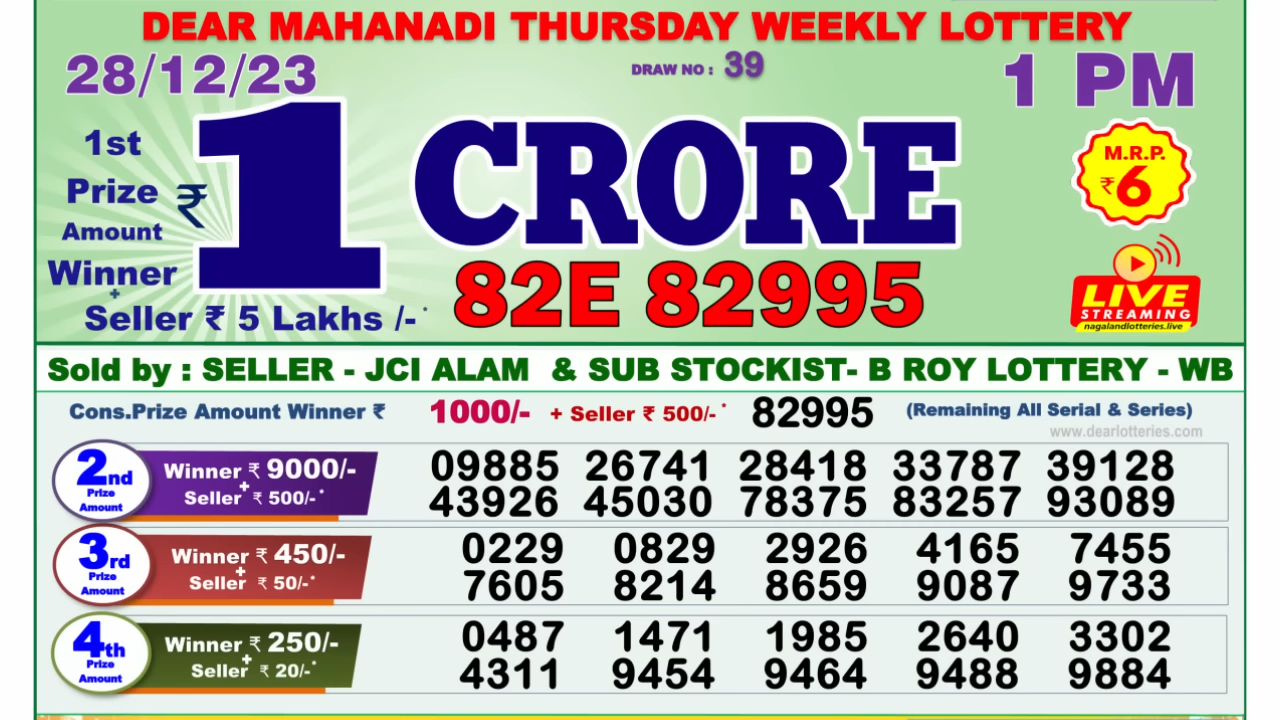 DEAR MAHANADI THURSDAY WEEKLY LOTTERY
28/12/23 DRAW NO : 39 1 PM
1st Prize Amount ₹ 1 CRORE
M.R.P. ₹6
Winner + Seller ₹ 5 Lakhs /-*
82E 82995
LIVE
STREAMING
nagalandlotteries.live
Sold by : SELLER - JCI ALAM & SUB STOCKIST- B ROY LOTTERY - WB
Cons.Prize Amount Winner ₹ 1000/- + Seller ₹ 500/-* 82995 (Remaining All Serial & Series)
www.dearlotteries.com
2nd Prize Amount
Winner ₹ 9000/-
+
Seller ₹ 500/-*
09885 26741 28418 33787 39128
43926 45030 78375 83257 93089
3rd Prize Amount
Winner ₹ 450/-
+
Seller ₹ 50/-*
0229 0829 2926 4165 7455
7605 8214 8659 9087 9733
4th Prize Amount
Winner ₹ 250/-
+
Seller ₹ 20/-*
0487 1471 1985 2640 3302
4311 9454 9464 9488 9884